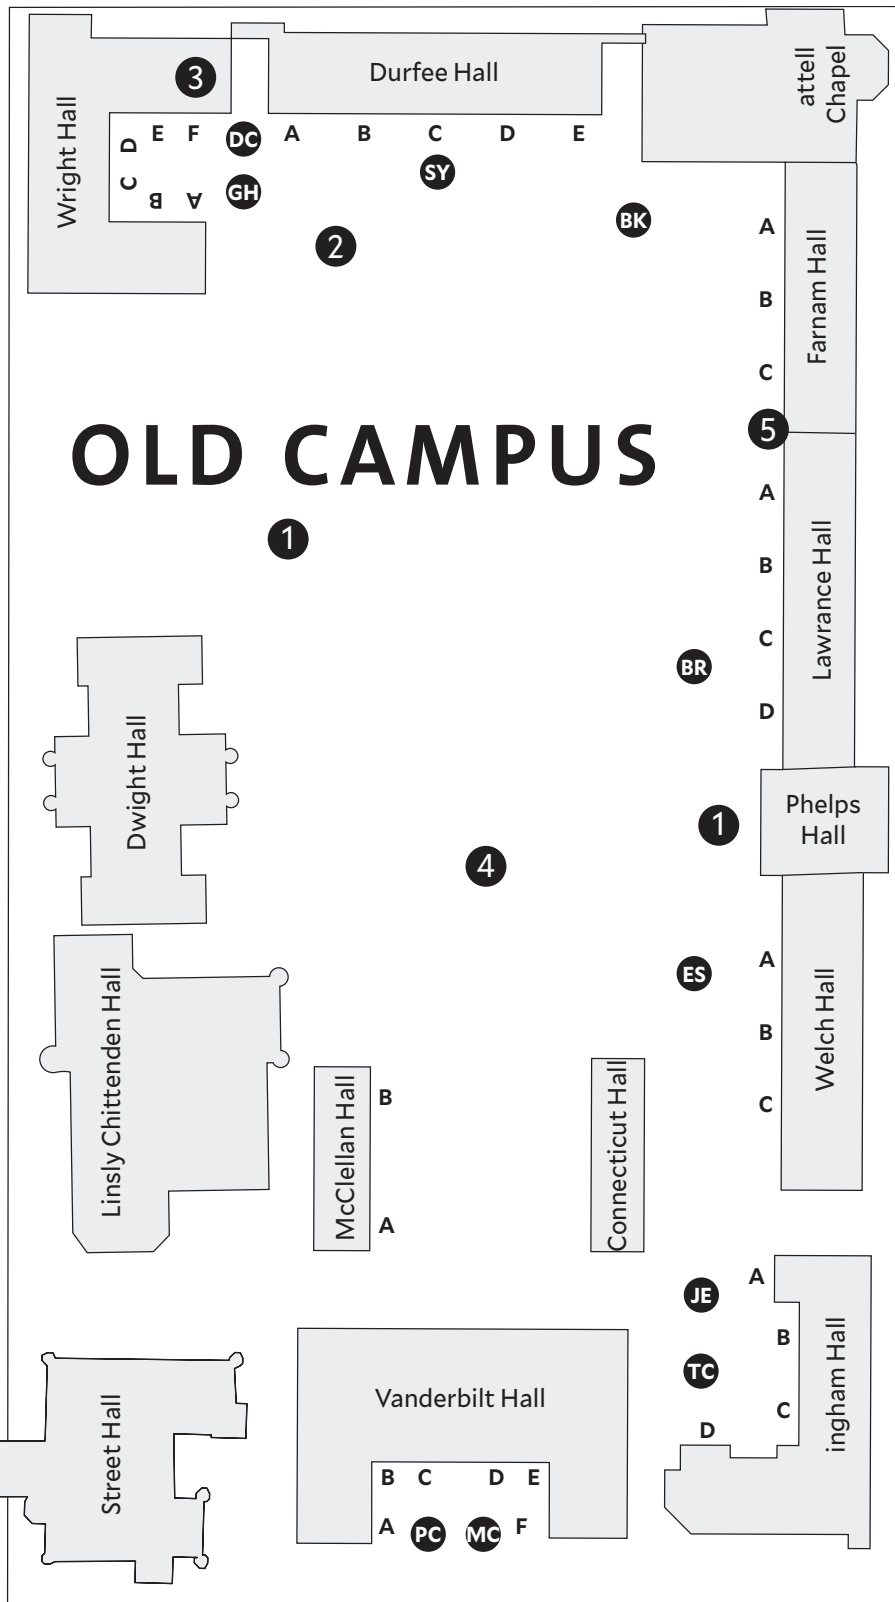 3
Durfee Hall
attell
Chapel
Wright Hall
D
E
F
DC
A
B
C
D
E
C
B
A
GH
SY
BK
2
A
B
C
Farnam Hall
OLD CAMPUS
5
1
A
B
C
D
Lawrance Hall
BR
Dwight Hall
Phelps
Hall
1
4
ES
A
B
C
Welch Hall
Linsly Chittenden Hall
McClellan Hall
B
A
Connecticut Hall
JE
TC
A
B
C
D
ingham Hall
Vanderbilt Hall
B
C
D
E
A
PC
MC
F
Street Hall